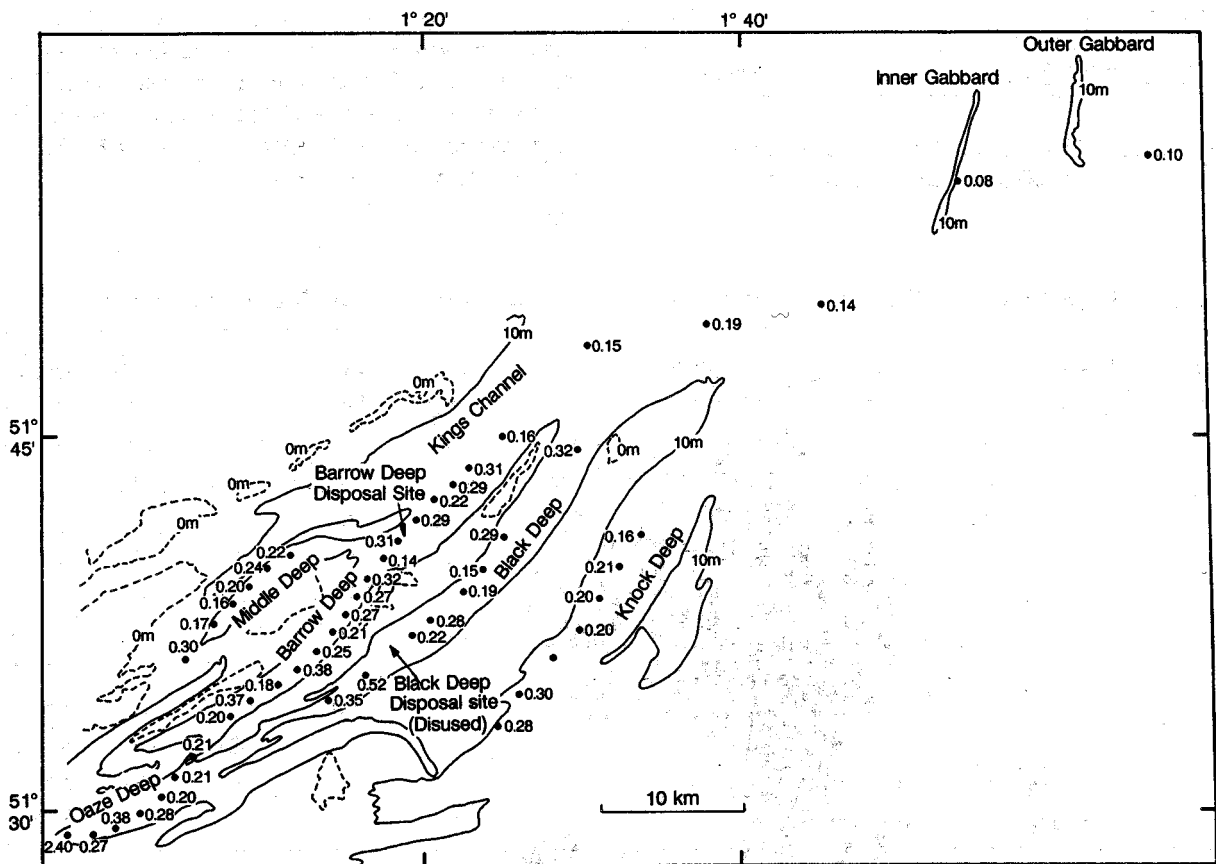 1° 20'
1° 40'
Outer Gabbard
Inner Gabbard
10m
0.10
0.08
10m
0.14
0.19
10m
0.15
0m
Kings Channel
51°
45'
0m
0.16
0.32
0m
10m
0.31
Barrow Deep
Disposal Site
0m
0.29
0.22
0m
0.29
0.29
Black Deep
0.16
10m
0.31
0.22
0.14
0.24
0.15
0.21
Knock Deep
0.32
0.20
Middle Deep
0.19
0.20
0.27
0.16
0.27
0.28
0.17
Barrow Deep
0.21
0.22
0.20
0m
0.25
0.30
0.38
0.18
0.52
Black Deep
Disposal site
(Disused)
0.30
0.37
0.35
0.20
0.28
0.21
0.21
Oaze Deep
0.20
51°
30'
0.28
0.38
10 km
2.40
0.27